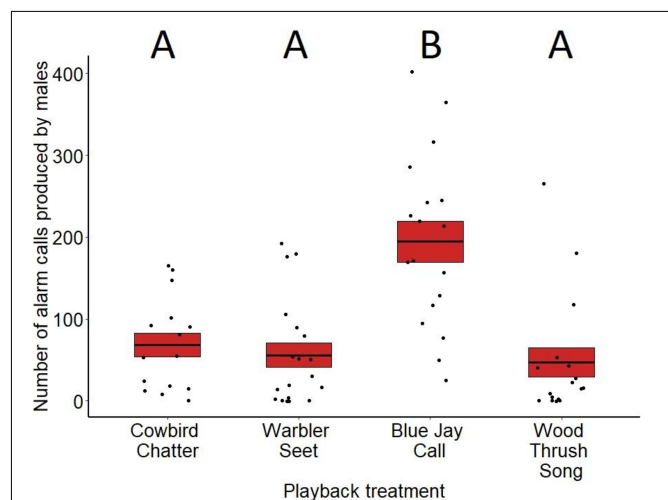 A A B A
Number of alarm calls produced by males
400
300
200
100
0
Cowbird Chatter
Warbler Seet
Blue Jay Call
Wood Thrush Song
Playback treatment